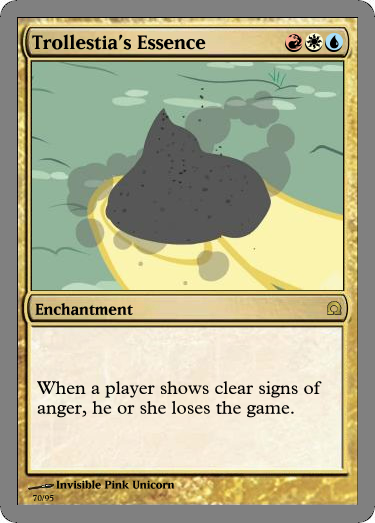 Trollestia's Essence
Enchantment
When a player shows clear signs of
anger, he or she loses the game.
Invisible Pink Unicorn
70/95